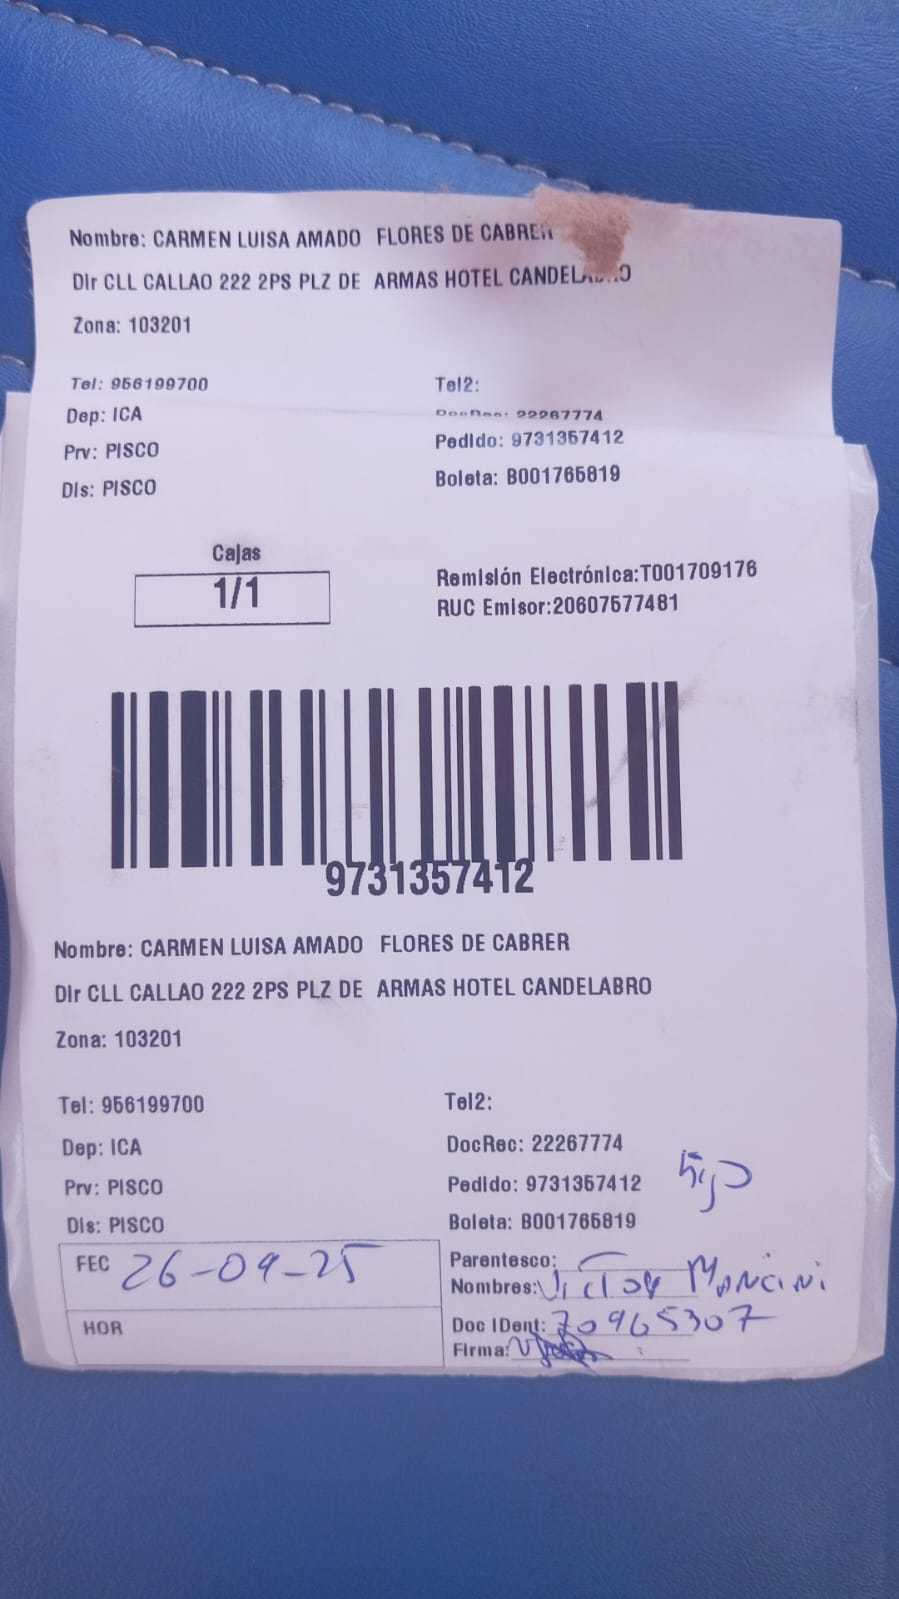 Nombre: CARMEN LUISA AMADO FLORES DE CABRER
Dir CLL CALLAO 222 2PS PLZ DE ARMAS HOTEL CANDELABRO
Zona: 103201
Tel: 956199700 Tel2:
Dep: ICA DocRec: 22267774
Prv: PISCO Pedido: 9731357412
Dis: PISCO Boleta: B001765819
Cajas
1/1
Remisión Electrónica:T001709176
RUC Emisor:20607577481
9731357412
Nombre: CARMEN LUISA AMADO FLORES DE CABRER
Dir CLL CALLAO 222 2PS PLZ DE ARMAS HOTEL CANDELABRO
Zona: 103201
Tel: 956199700 Tel2:
Dep: ICA DocRec: 22267774
Prv: PISCO Pedido: 9731357412
Dis: PISCO Boleta: B001765819
FEC 26-09-25 Parentesco:
Nombres: Victor Mancini
HOR Doc IDent: 70965307
Firma: